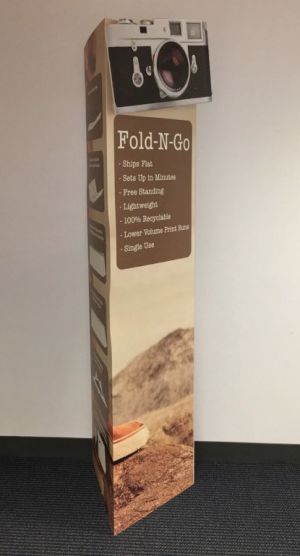 Fold-N-Go
- Ships Flat
- Sets Up in Minutes
- Free Standing
- Lightweight
- 100% Recyclable
- Lower Volume Print Runs
- Single Use